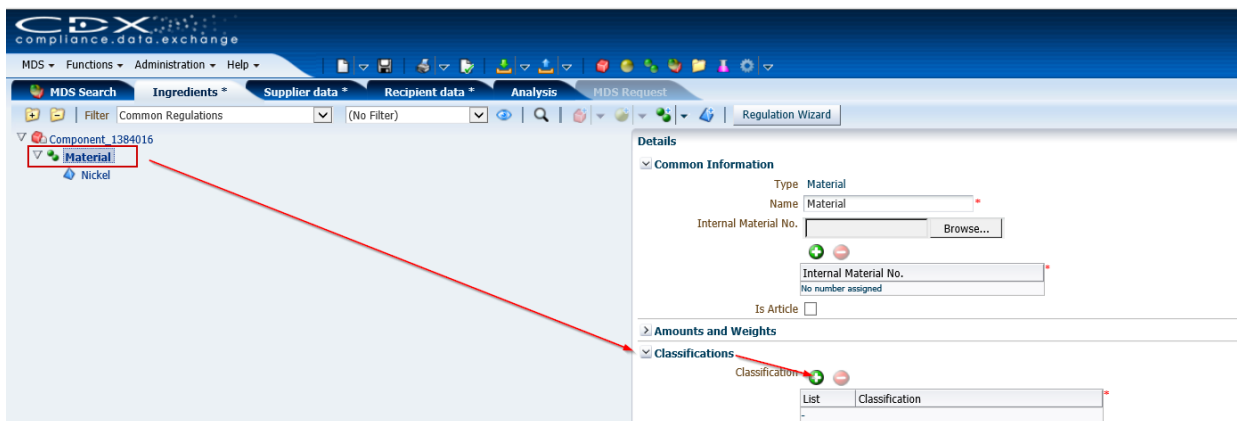 CDX
compliance.data.exchange
MDS Functions Administration Help
MDS Search Ingredients * Supplier data * Recipient data * Analysis MDS Request
Filter Common Regulations (No Filter) Regulation Wizard
Component_1384016
Material
Nickel
Details
Common Information
Type Material
Name Material *
Internal Material No. Browse...
Internal Material No. *
No number assigned
Is Article
Amounts and Weights
Classifications
Classification
List Classification *
-